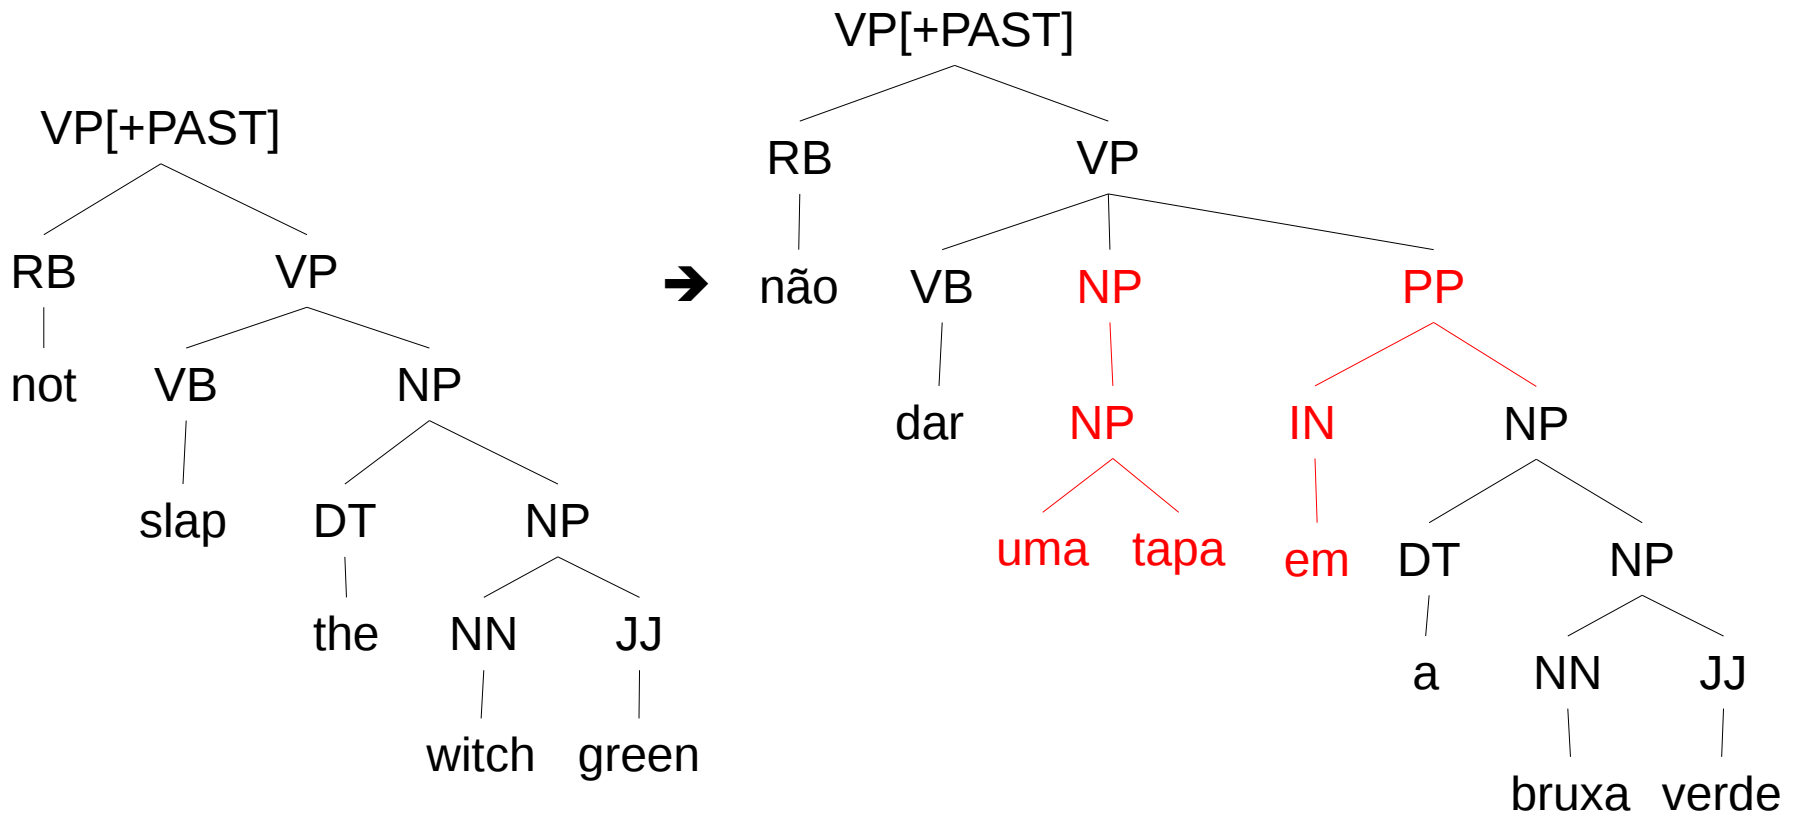 VP[+PAST]
RB VP
not VB NP
slap DT NP
the NN JJ
witch green
➔
VP[+PAST]
RB VP
não VB NP PP
dar NP IN NP
uma tapa em DT NP
a NN JJ
bruxa verde